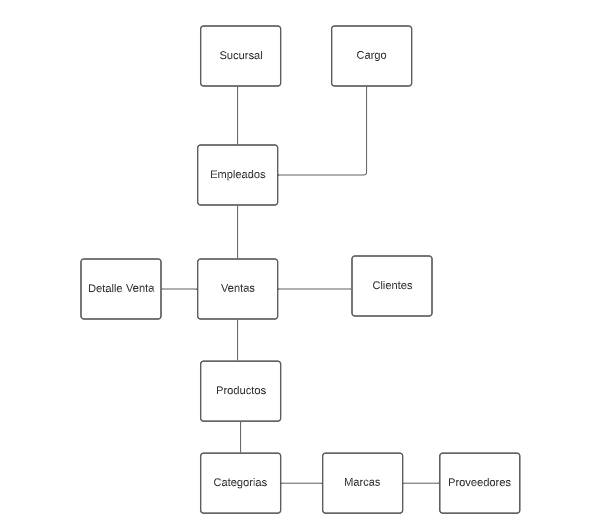 Sucursal
Cargo
Empleados
Detalle Venta
Ventas
Clientes
Productos
Categorias
Marcas
Proveedores